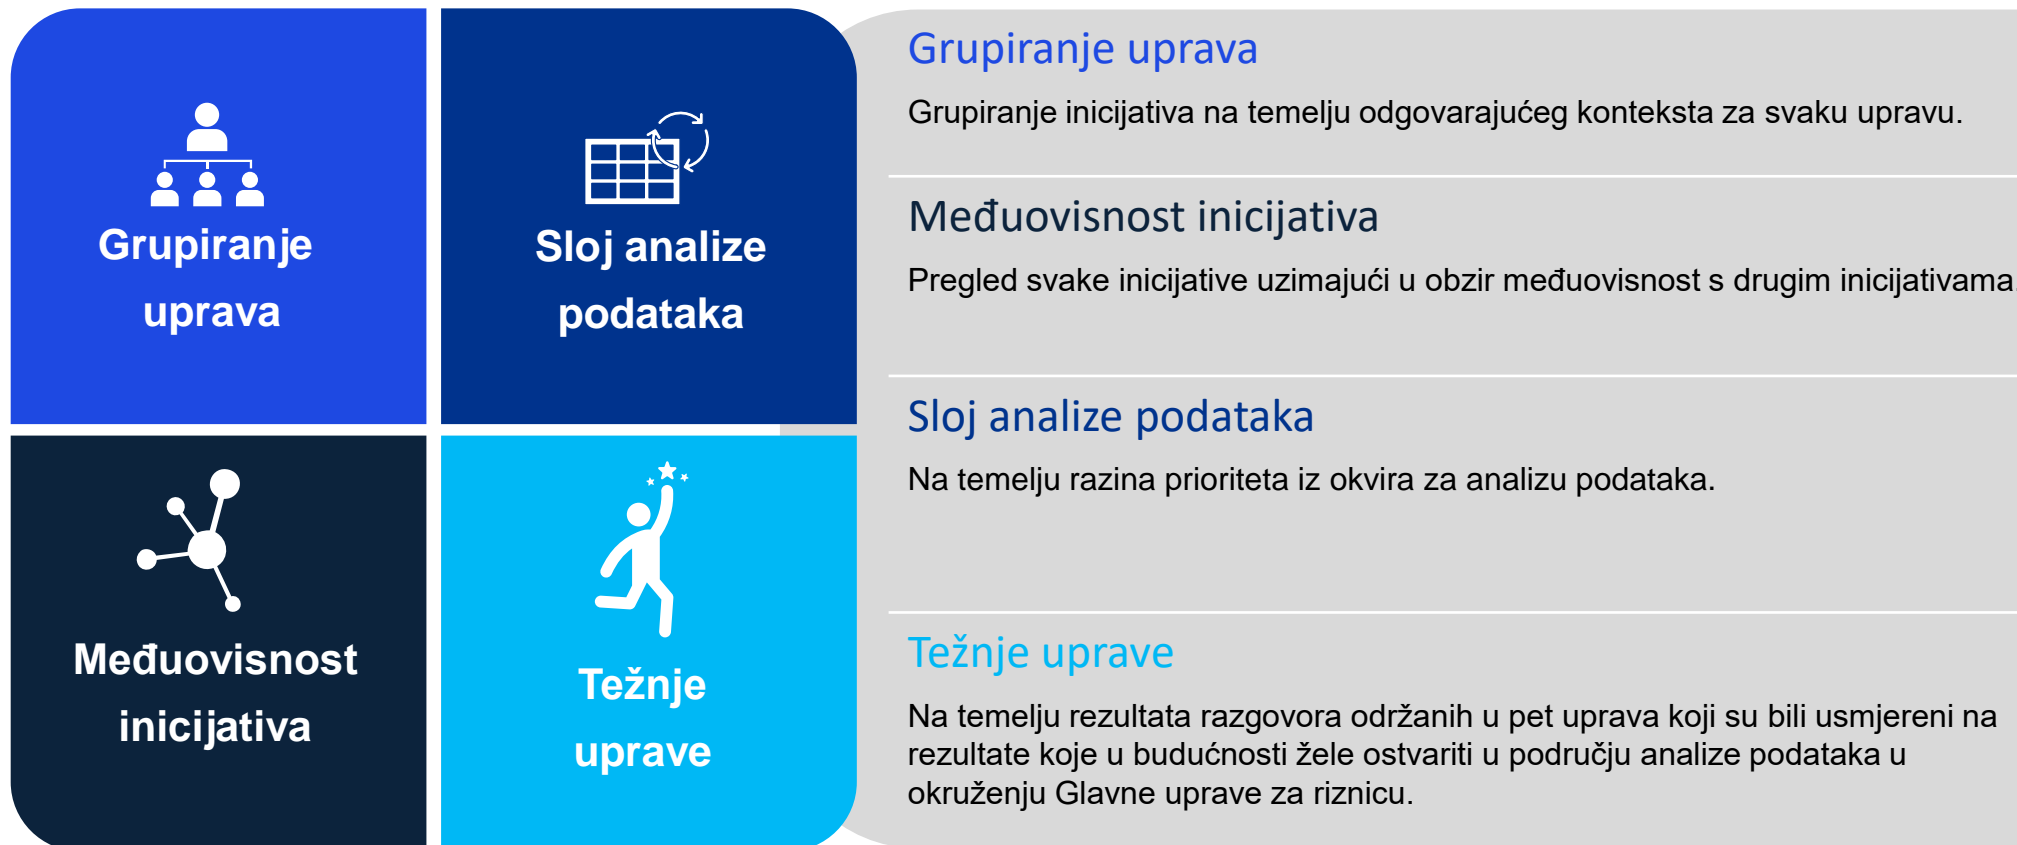 Grupiranje
uprava
Sloj analize
podataka
Međuovisnost
inicijativa
Težnje
uprave
Grupiranje uprava
Grupiranje inicijativa na temelju odgovarajućeg konteksta za svaku upravu.
Međuovisnost inicijativa
Pregled svake inicijative uzimajući u obzir međuovisnost s drugim inicijativama.
Sloj analize podataka
Na temelju razina prioriteta iz okvira za analizu podataka.
Težnje uprave
Na temelju rezultata razgovora održanih u pet uprava koji su bili usmjereni na
rezultate koje u budućnosti žele ostvariti u području analize podataka u
okruženju Glavne uprave za riznicu.